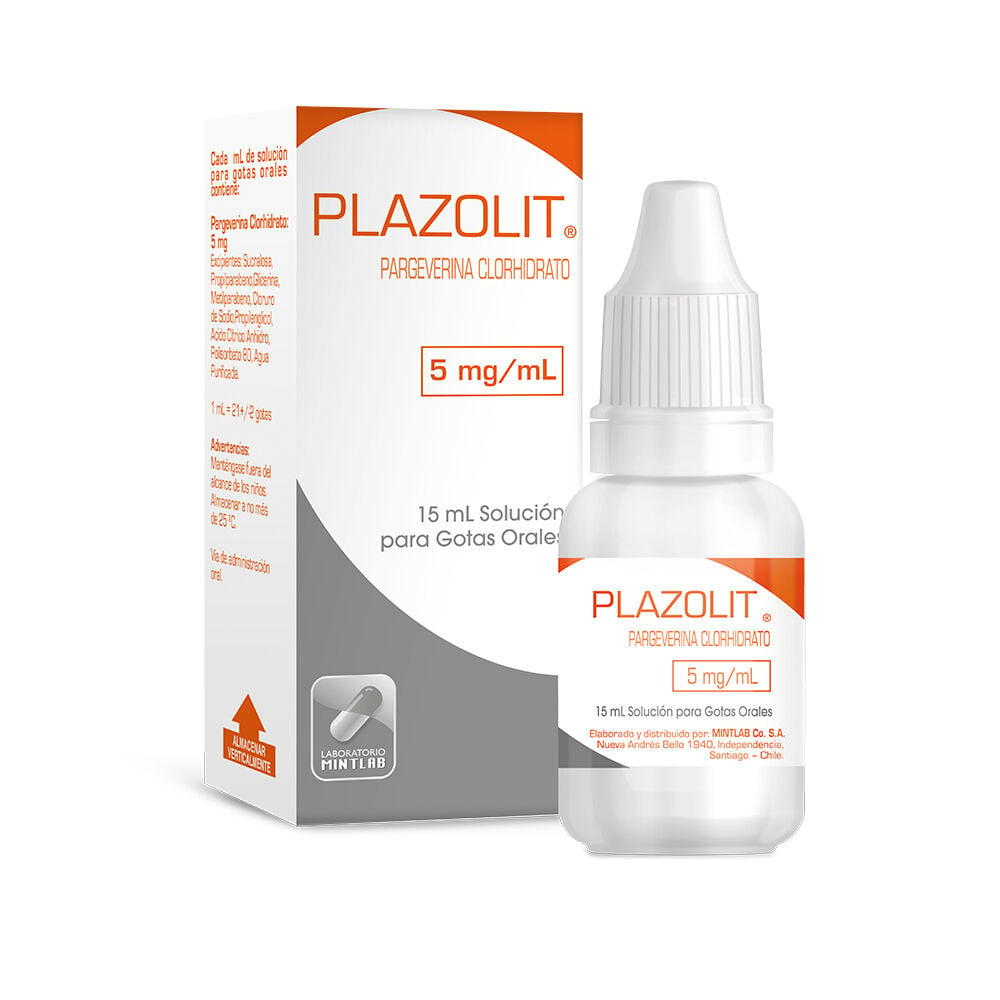 Cada mL de solución
para gotas orales
contiene:
Pargeverina Clorhidrato:
5 mg
Excipientes: Sucralosa,
Propilparabeno,Glicerina,
Metilparabeno, Cloruro
de Sodio,Propilenglicol,
Acido Cítrico Anhidro,
Polisorbato 80, Agua
Purificada.
1 mL = 21+/-2 gotas
Advertencias:
Manténgase fuera del
alcance de los niños.
Almacenar a no más
de 25 °C.
Vía de administración
oral.
ALMACENAR
VERTICALMENTE
PLAZOLIT®
PARGEVERINA CLORHIDRATO
5 mg/mL
15 mL Solución
para Gotas Orales
LABORATORIO
MINTLAB
PLAZOLIT®
PARGEVERINA CLORHIDRATO
5 mg/mL
15 mL Solución para Gotas Orales
Elaborado y distribuido por: MINTLAB Co. S.A.
Nueva Andrés Bello 1940, Independencia,
Santiago – Chile.